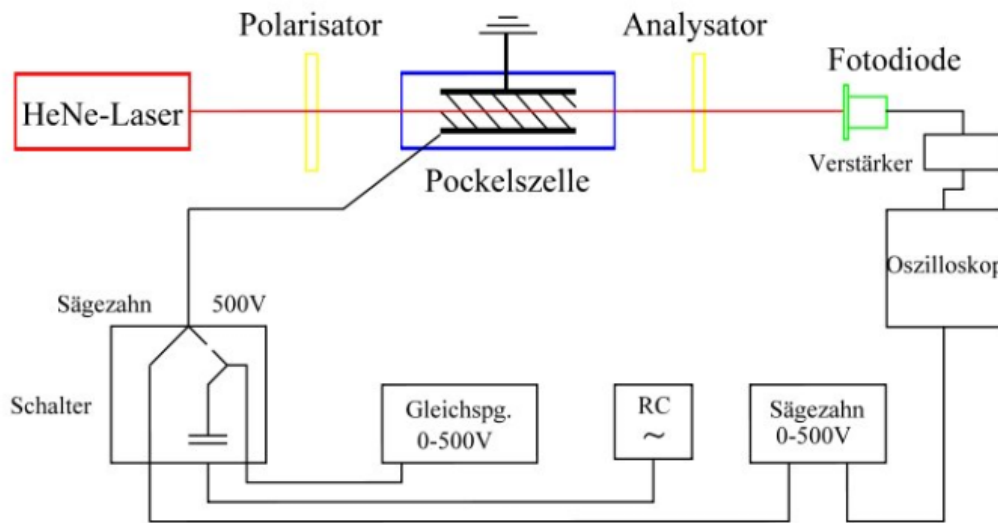 Polarisator
Analysator
Fotodiode
HeNe-Laser
Verstärker
Pockelszelle
Oszilloskop
Sägezahn 500V
Schalter
Gleichspg.
0-500V
RC
~
Sägezahn
0-500V